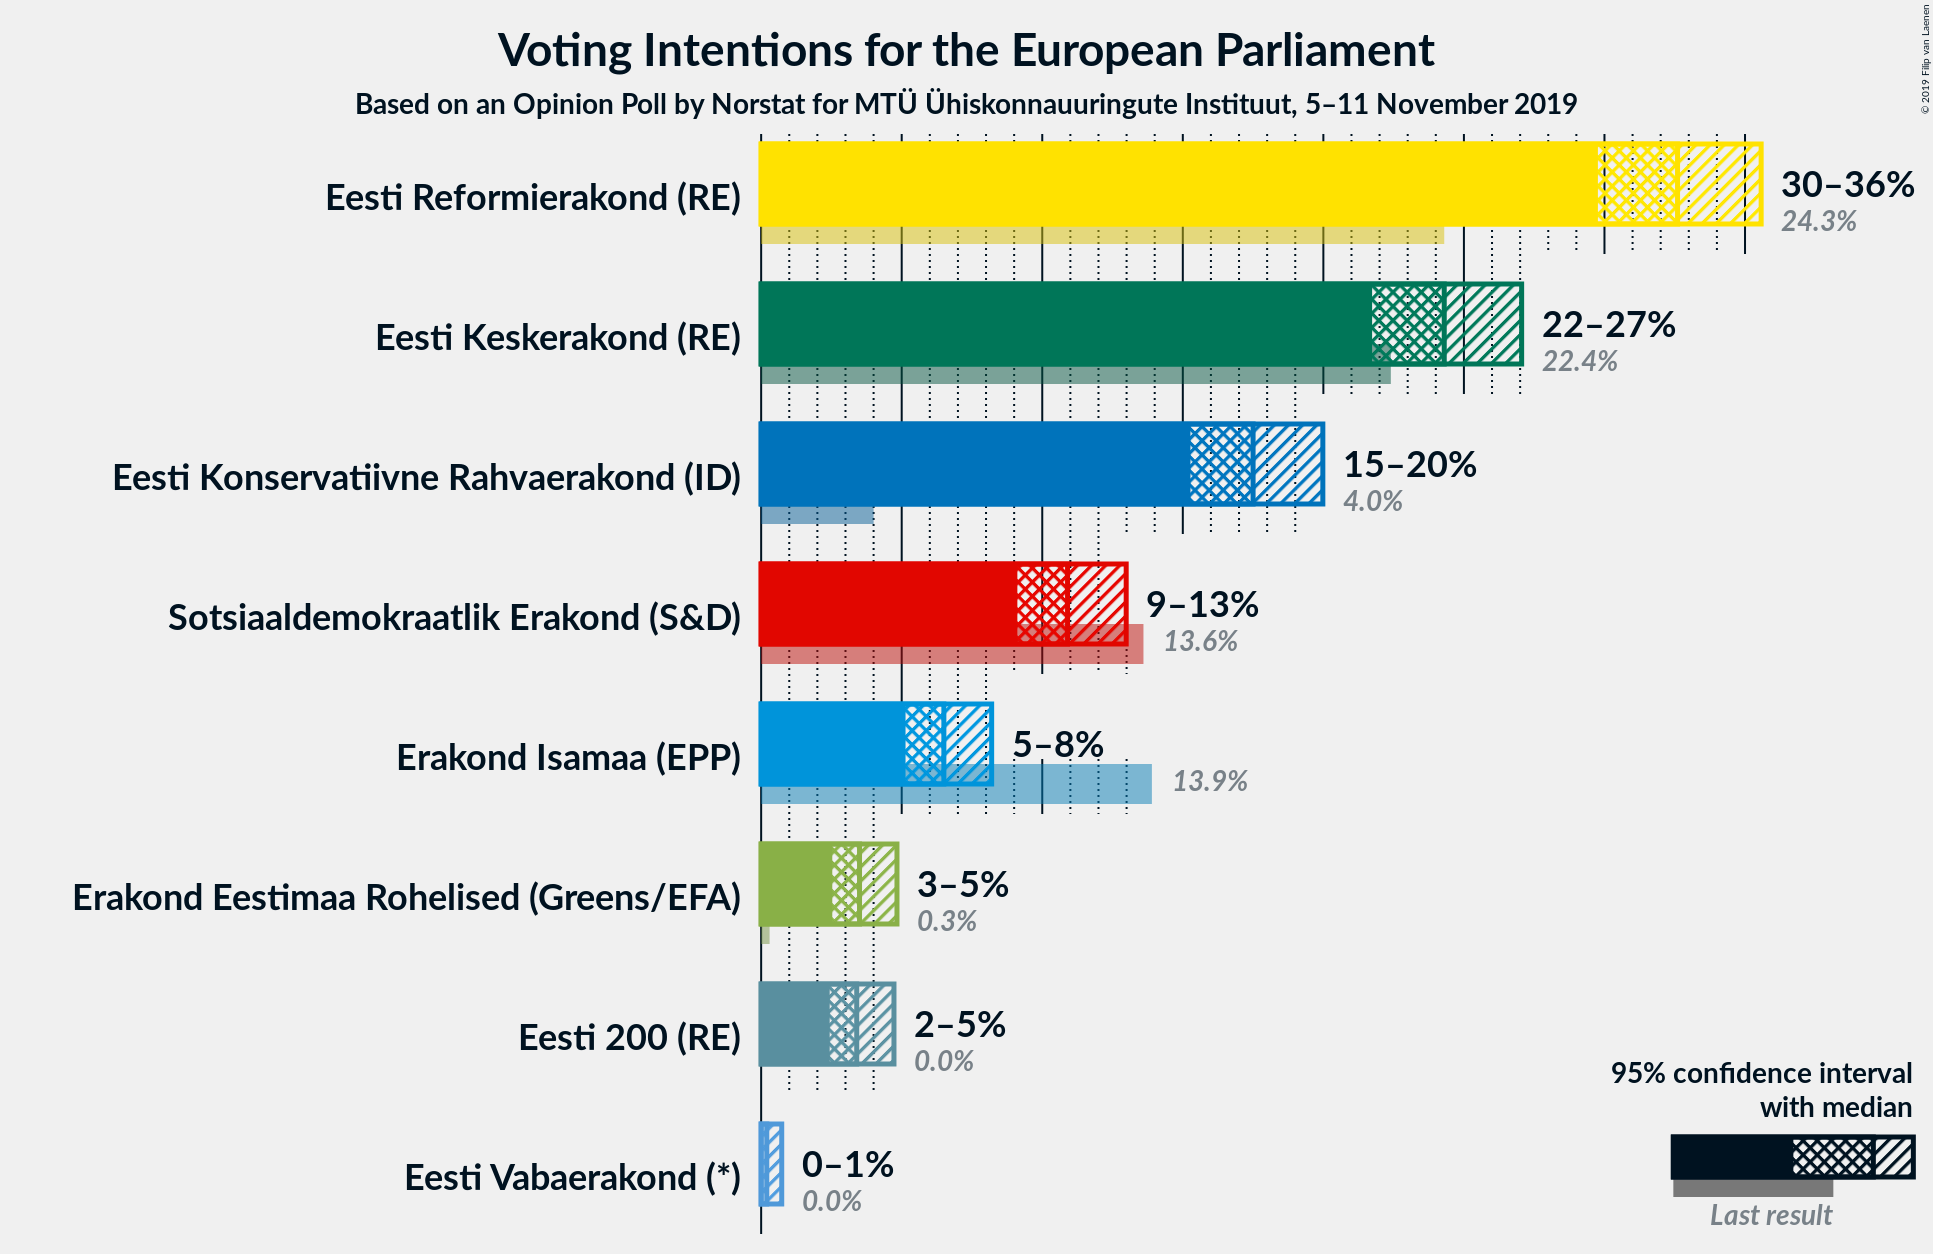 Voting Intentions for the European Parliament
Based on an Opinion Poll by Norstat for MTÜ Ühiskonnauuringute Instituut, 5–11 November 2019
© 2019 Filip van Laenen
Eesti Reformierakond (RE)
30–36%
24.3%
Eesti Keskerakond (RE)
22–27%
22.4%
Eesti Konservatiivne Rahvaerakond (ID)
15–20%
4.0%
Sotsiaaldemokraatlik Erakond (S&D)
9–13%
13.6%
Erakond Isamaa (EPP)
5–8%
13.9%
Erakond Eestimaa Rohelised (Greens/EFA)
3–5%
0.3%
Eesti 200 (RE)
2–5%
0.0%
Eesti Vabaerakond (*)
0–1%
0.0%
95% confidence interval
with median
Last result